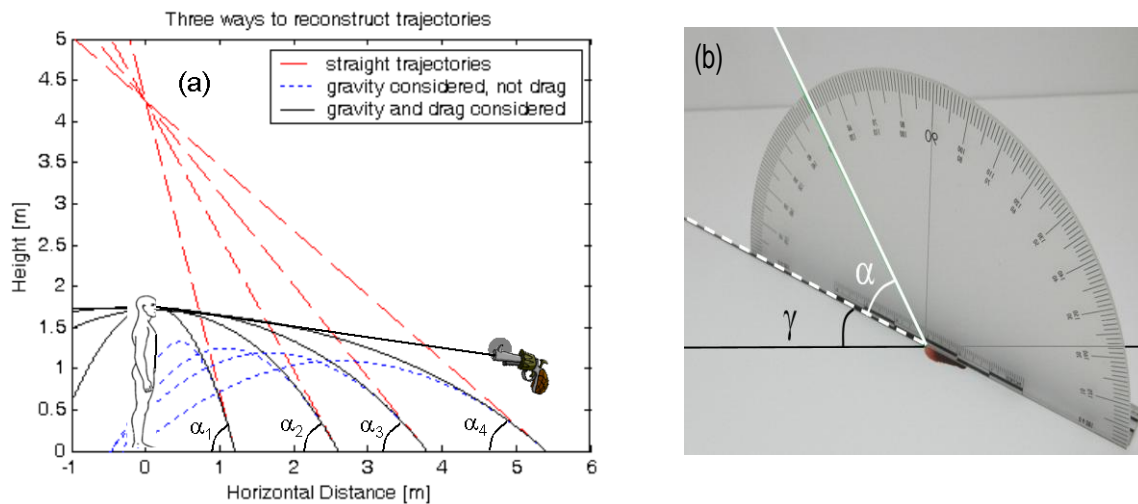 Three ways to reconstruct trajectories
5
4.5
4
3.5
3
2.5
2
1.5
1
0.5
0
Height [m]
(a)
straight trajectories
gravity considered, not drag
gravity and drag considered
α1
α2
α3
α4
-1 0 1 2 3 4 5 6
Horizontal Distance [m]
(b)
90
α
γ